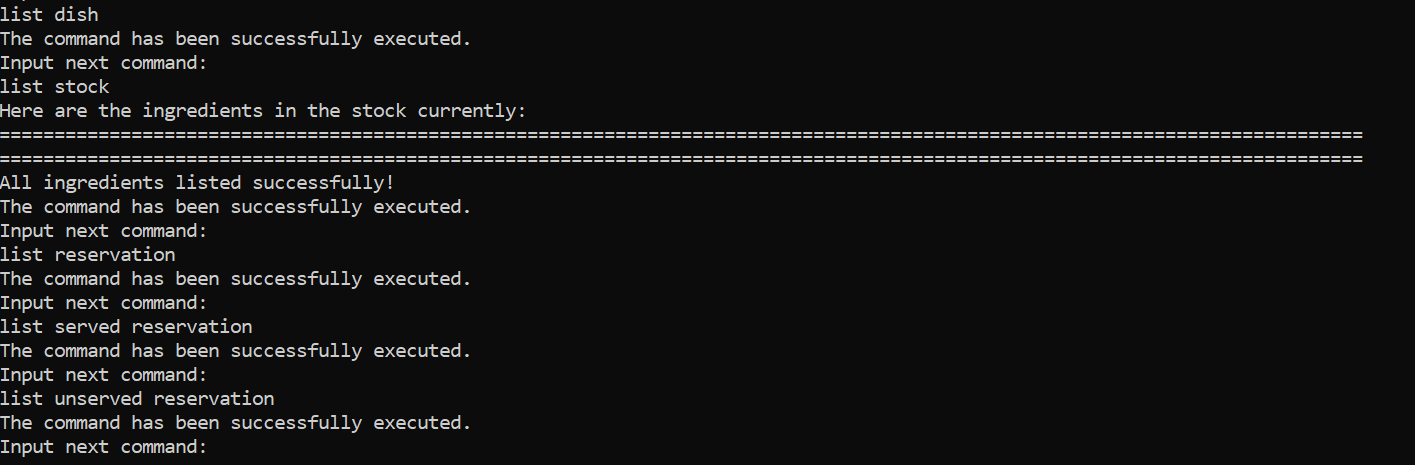 list dish
The command has been successfully executed.
Input next command:
list stock
Here are the ingredients in the stock currently:
============================================================================================================================
============================================================================================================================
All ingredients listed successfully!
The command has been successfully executed.
Input next command:
list reservation
The command has been successfully executed.
Input next command:
list served reservation
The command has been successfully executed.
Input next command:
list unserved reservation
The command has been successfully executed.
Input next command: